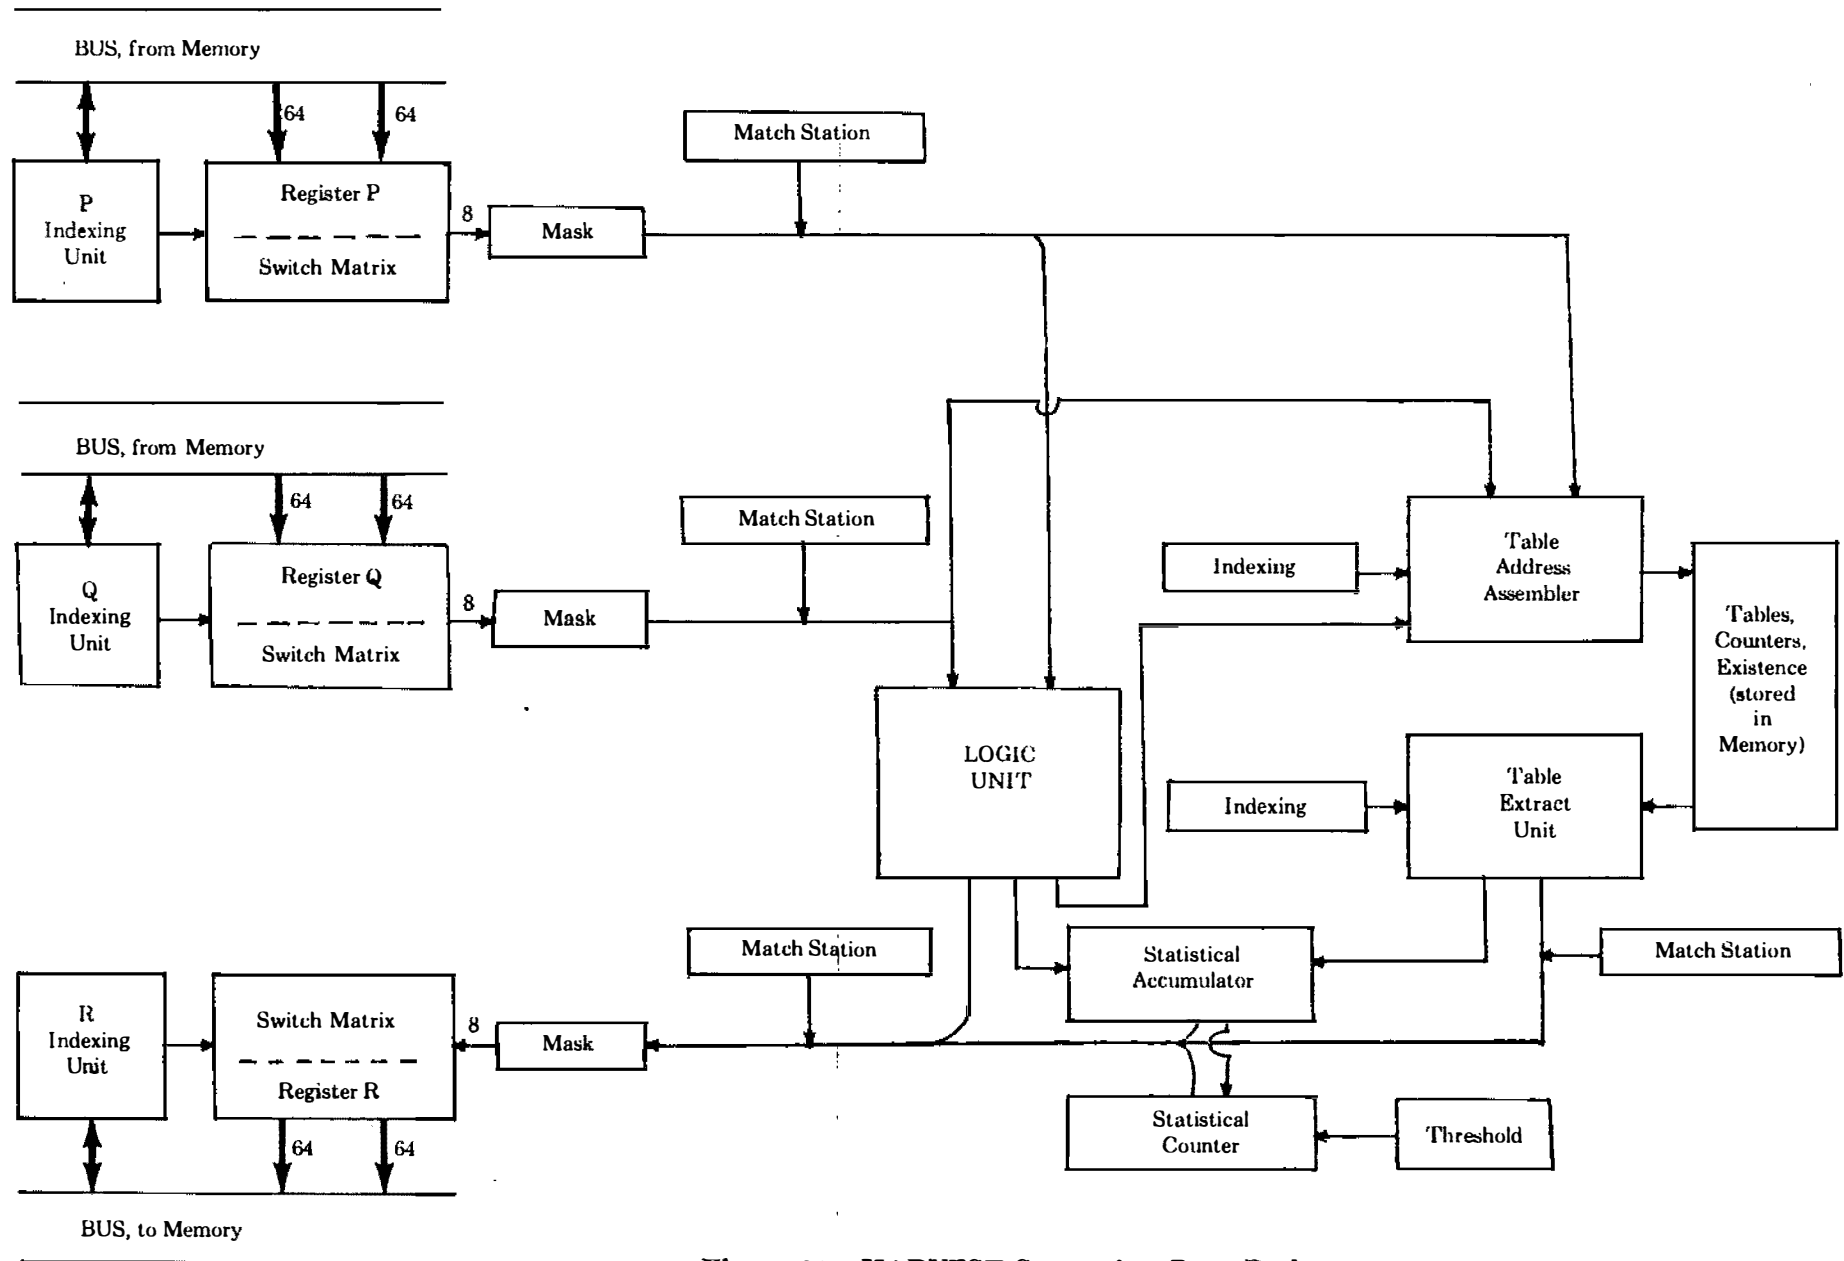 BUS, from Memory
64
64
Match Station
P
Indexing
Unit
Register P
Switch Matrix
8
Mask
BUS, from Memory
64
64
Match Station
Q
Indexing
Unit
Register Q
Switch Matrix
8
Mask
Indexing
Table
Address
Assembler
Tables,
Counters,
Existence
(stored
in
Memory)
LOGIC
UNIT
Indexing
Table
Extract
Unit
Match Station
Statistical
Accumulator
Match Station
R
Indexing
Unit
Switch Matrix
Register R
8
Mask
64
64
Statistical
Counter
Threshold
BUS, to Memory
HARVEST